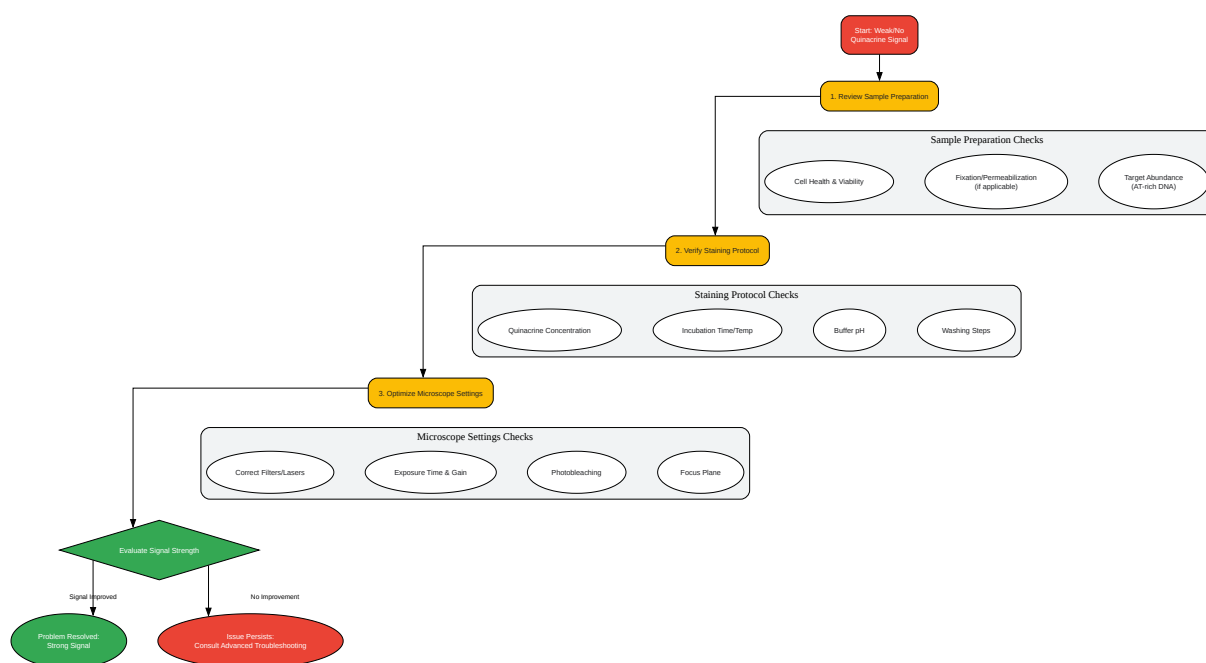 Start: Weak/No
Quinacrine Signal
1. Review Sample Preparation
Sample Preparation Checks
Cell Health & Viability
Fixation/Permeabilization
(if applicable)
Target Abundance
(AT-rich DNA)
2. Verify Staining Protocol
Staining Protocol Checks
Quinacrine Concentration
Incubation Time/Temp
Buffer pH
Washing Steps
3. Optimize Microscope Settings
Microscope Settings Checks
Correct Filters/Lasers
Exposure Time & Gain
Photobleaching
Focus Plane
Evaluate Signal Strength
Signal Improved
No Improvement
Problem Resolved:
Strong Signal
Issue Persists:
Consult Advanced Troubleshooting